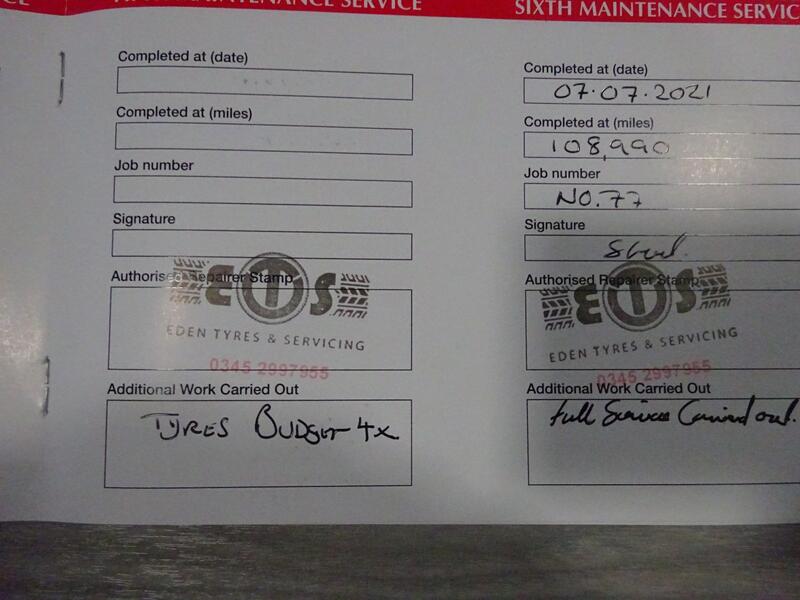 MAINTENANCE SERVICE
Completed at (date)
Completed at (miles)
Job number
Signature
Authorised Repairer Stamp
ETS
EDEN TYRES & SERVICING
0345 2997955
Additional Work Carried Out
TYRES BUDGET 4x
SIXTH MAINTENANCE SERVIC
Completed at (date)
07.07.2021
Completed at (miles)
108,990
Job number
NO.77
Signature
Authorised Repairer Stamp
ETS
EDEN TYRES & SERVICING
0345 2997955
Additional Work Carried Out
Full Service Carried out.